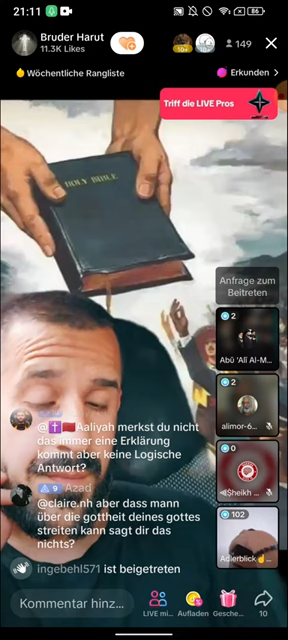 21:11
86
Bruder Harut
11.3K Likes
10+
149
Wöchentliche Rangliste
Erkunden >
Triff die LIVE Pros
HOLY BIBLE
Anfrage zum
Beitreten
2
Abū 'Alī Al-M...
2
alimor-6...
0
Sheikh ...
102
Adlerblick
@Aaliyah merkst du nicht
das immer eine Erklärung
kommt aber keine Logische
Antwort?
9 Azad
@claire.nh aber dass mann
über die gottheit deines gottes
streiten kann sagt dir das
nichts?
ingebehl571 ist beigetreten
Kommentar hinz...
LIVE mi...
Aufladen
Gesche...
10